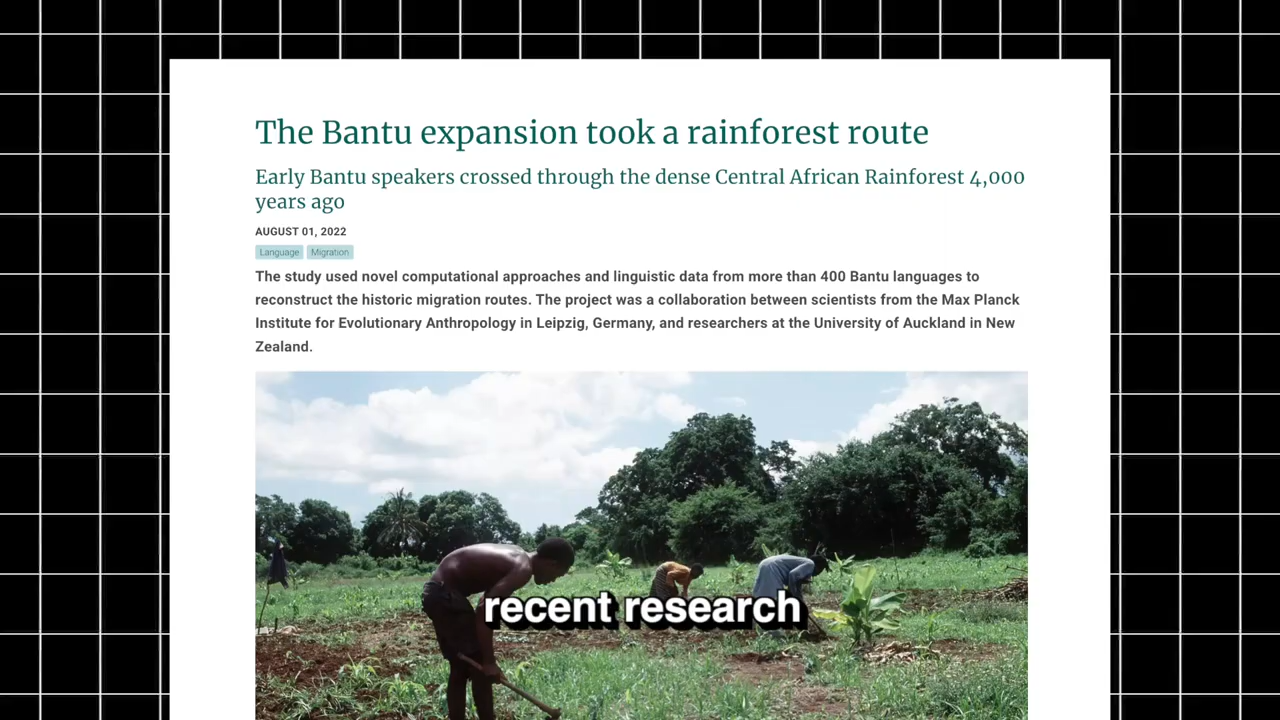 The Bantu expansion took a rainforest route
Early Bantu speakers crossed through the dense Central African Rainforest 4,000
years ago
AUGUST 01, 2022
Language Migration
The study used novel computational approaches and linguistic data from more than 400 Bantu languages to
reconstruct the historic migration routes. The project was a collaboration between scientists from the Max Planck
Institute for Evolutionary Anthropology in Leipzig, Germany, and researchers at the University of Auckland in New
Zealand.
recent research